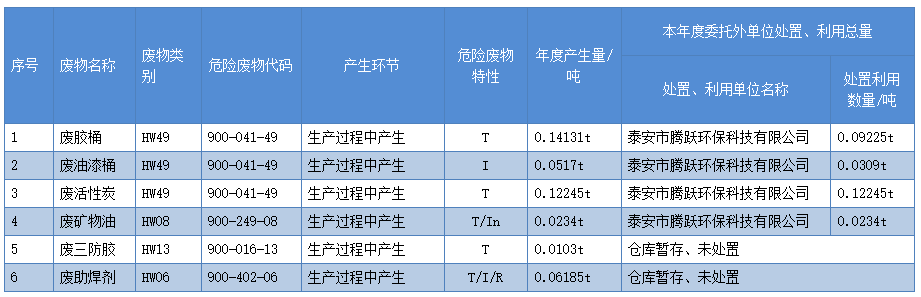 序号 废物名称 废物类别 危险废物代码 产生环节 危险废物特性 年度产生量/吨 本年度委托外单位处置、利用总量
处置、利用单位名称 处置利用数量/吨
1 废胶桶 HW49 900-041-49 生产过程中产生 T 0.14131t 泰安市腾跃环保科技有限公司 0.09225t
2 废油漆桶 HW49 900-041-49 生产过程中产生 I 0.0517t 泰安市腾跃环保科技有限公司 0.0309t
3 废活性炭 HW49 900-041-49 生产过程中产生 T 0.12245t 泰安市腾跃环保科技有限公司 0.12245t
4 废矿物油 HW08 900-249-08 生产过程中产生 T/In 0.0234t 泰安市腾跃环保科技有限公司 0.0234t
5 废三防胶 HW13 900-016-13 生产过程中产生 T 0.0103t 仓库暂存、未处置
6 废助焊剂 HW06 900-402-06 生产过程中产生 T/I/R 0.06185t 仓库暂存、未处置